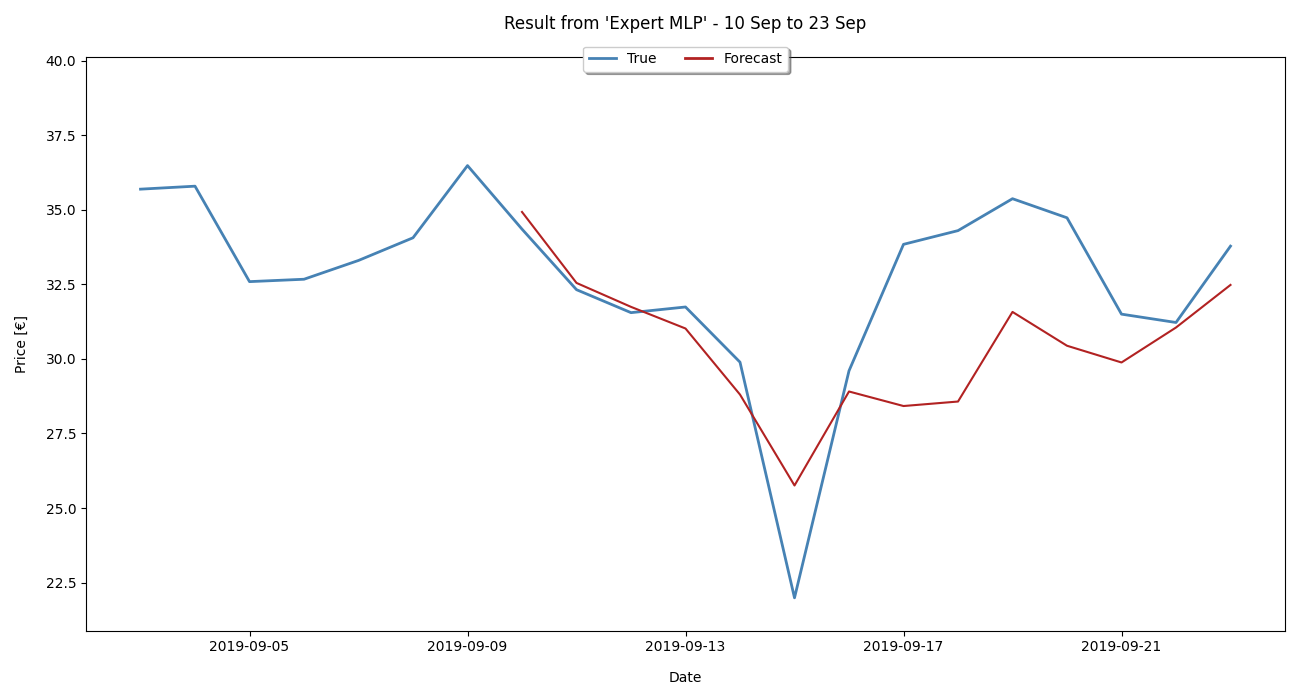 Result from 'Expert MLP' - 10 Sep to 23 Sep
True Forecast
40.0
37.5
35.0
32.5
30.0
27.5
25.0
22.5
Price [€]
2019-09-05 2019-09-09 2019-09-13 2019-09-17 2019-09-21
Date